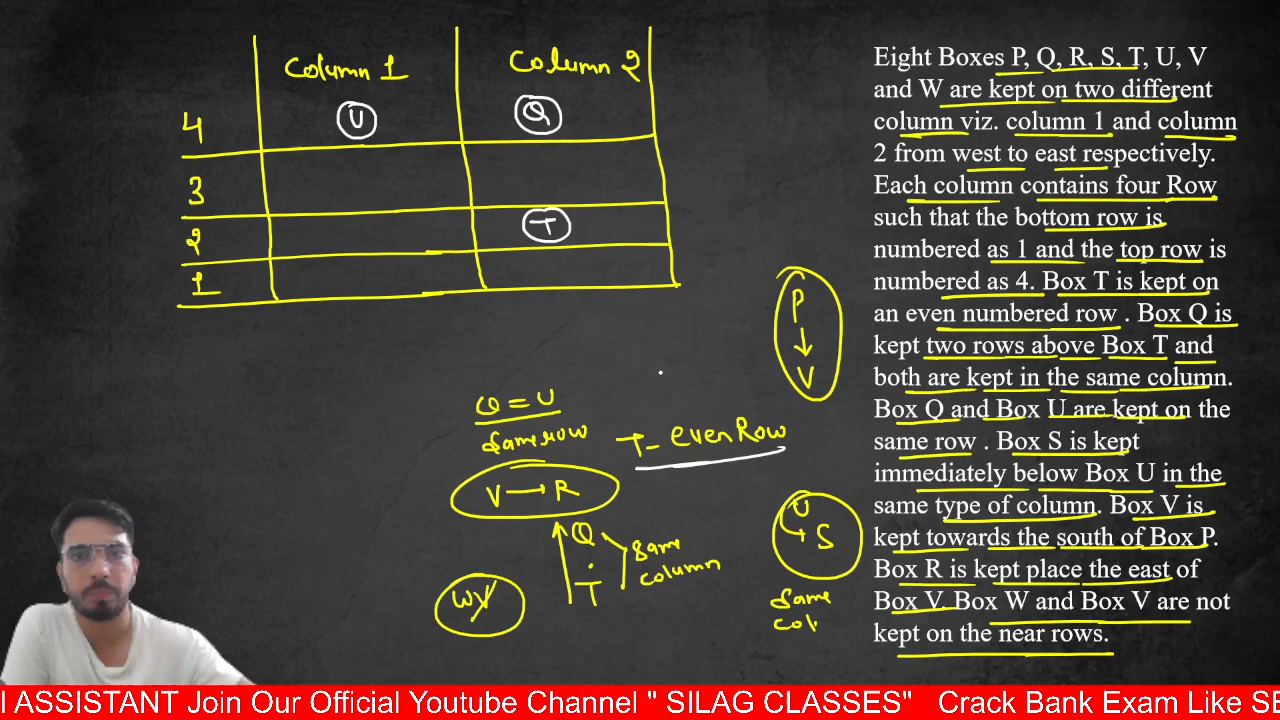 Column 1 Column 2
4 U Q
3
2 T
1
P
↓
V
Q = U
Same row
T - even Row
V → R
Q
.
T
Same
column
W V
U
S
Same
col.
Eight Boxes P, Q, R, S, T, U, V
and W are kept on two different
column viz. column 1 and column
2 from west to east respectively.
Each column contains four Row
such that the bottom row is
numbered as 1 and the top row is
numbered as 4. Box T is kept on
an even numbered row . Box Q is
kept two rows above Box T and
both are kept in the same column.
Box Q and Box U are kept on the
same row . Box S is kept
immediately below Box U in the
same type of column. Box V is
kept towards the south of Box P.
Box R is kept place the east of
Box V. Box W and Box V are not
kept on the near rows.
I ASSISTANT Join Our Official Youtube Channel " SILAG CLASSES" Crack Bank Exam Like SE